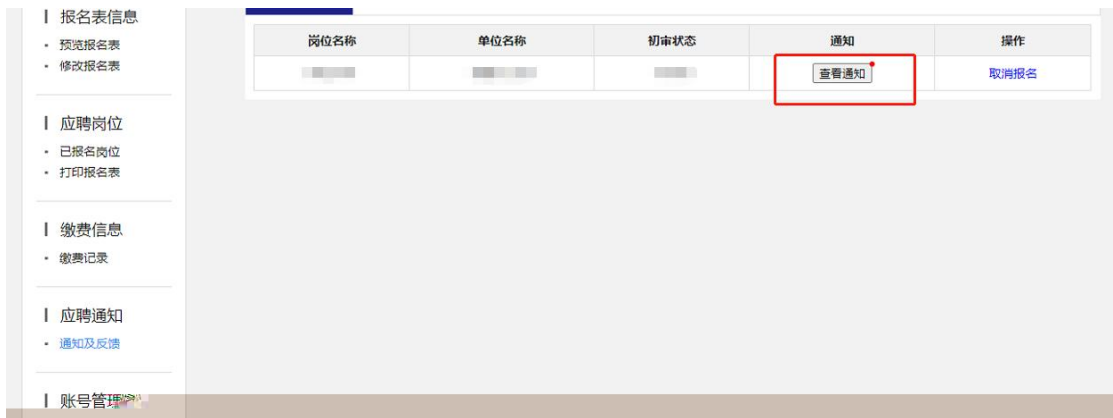 报名表信息
预览报名表
修改报名表
应聘岗位
已报名岗位
打印报名表
缴费信息
缴费记录
应聘通知
通知及反馈
账号管理
岗位名称 单位名称 初审状态 通知 操作
查看通知 取消报名